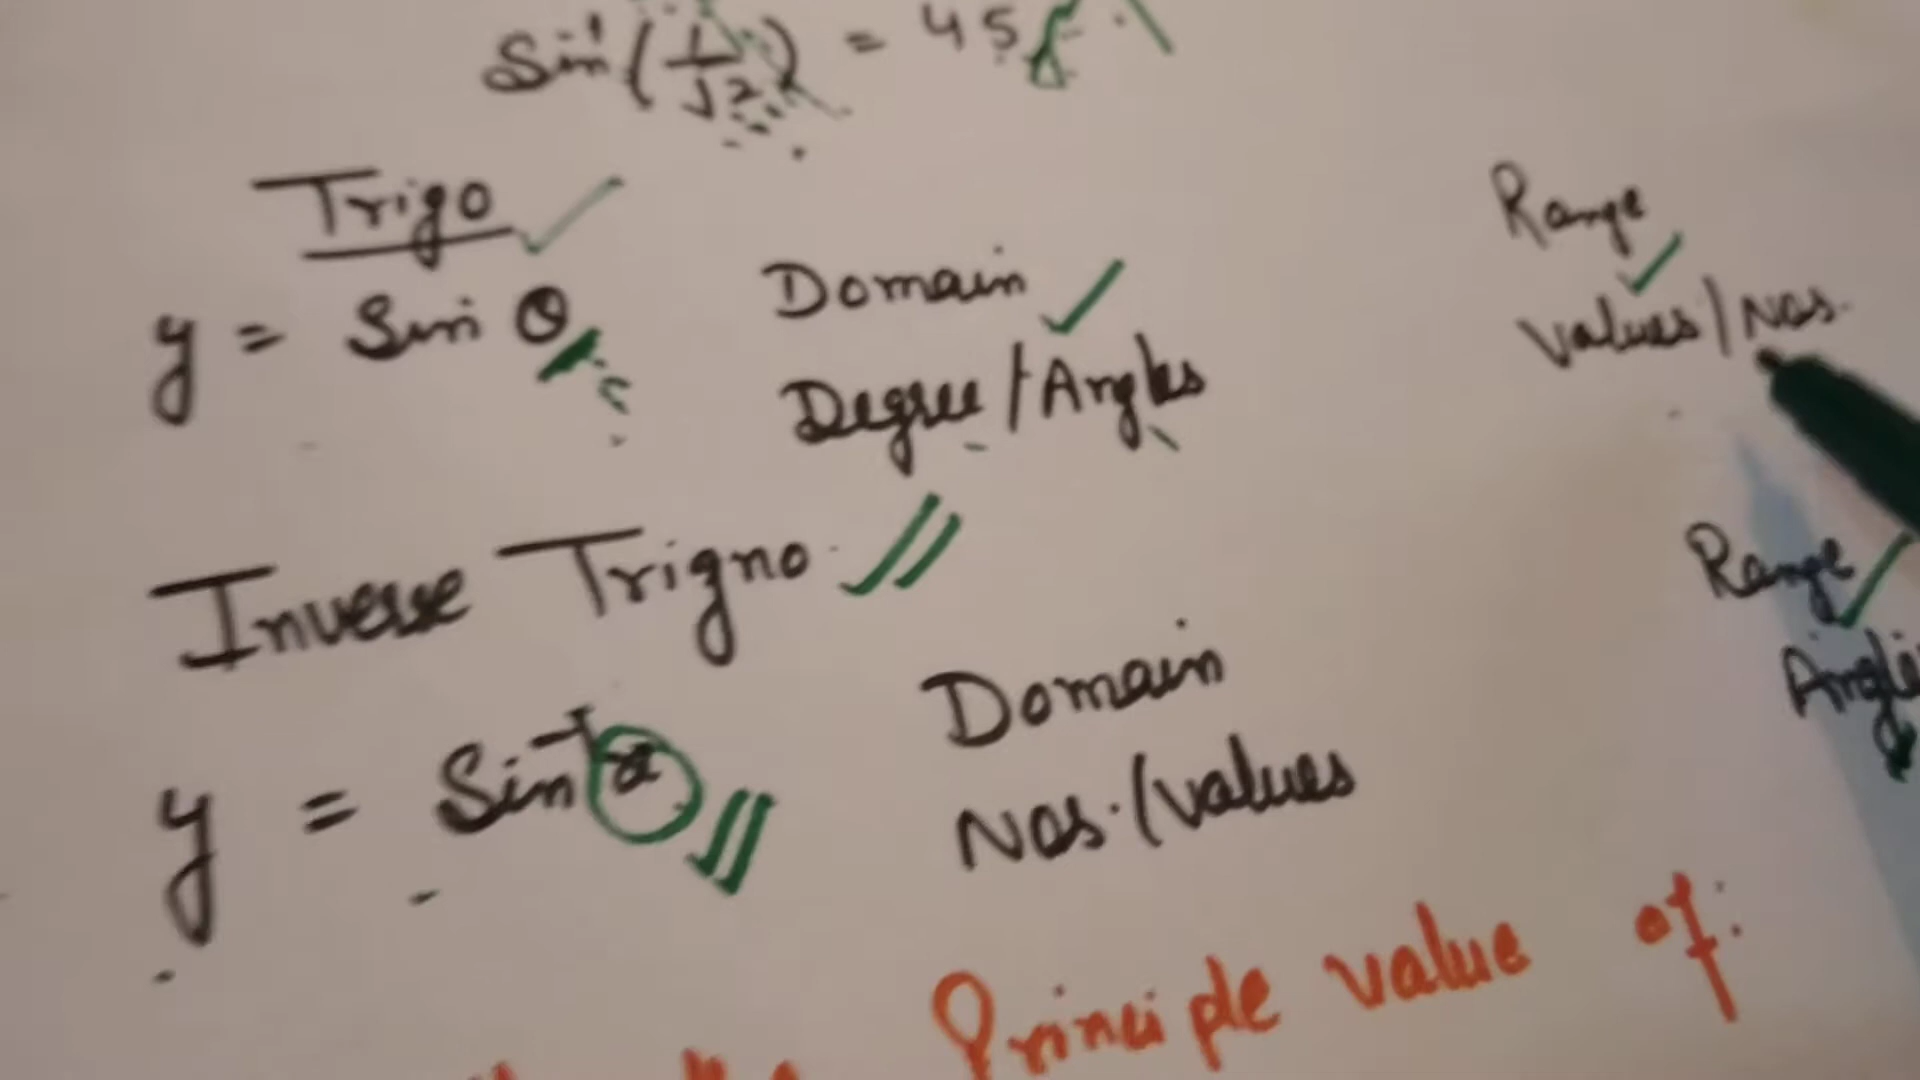 Sin⁻¹(1/√2) = 45
Trigo
Range
y = Sin θ
Domain
Values/Nos.
Degree/Angles
Inverse Trigno.
Range
Domain
y = Sin⁻¹x
Nos./Values
Principle value of: